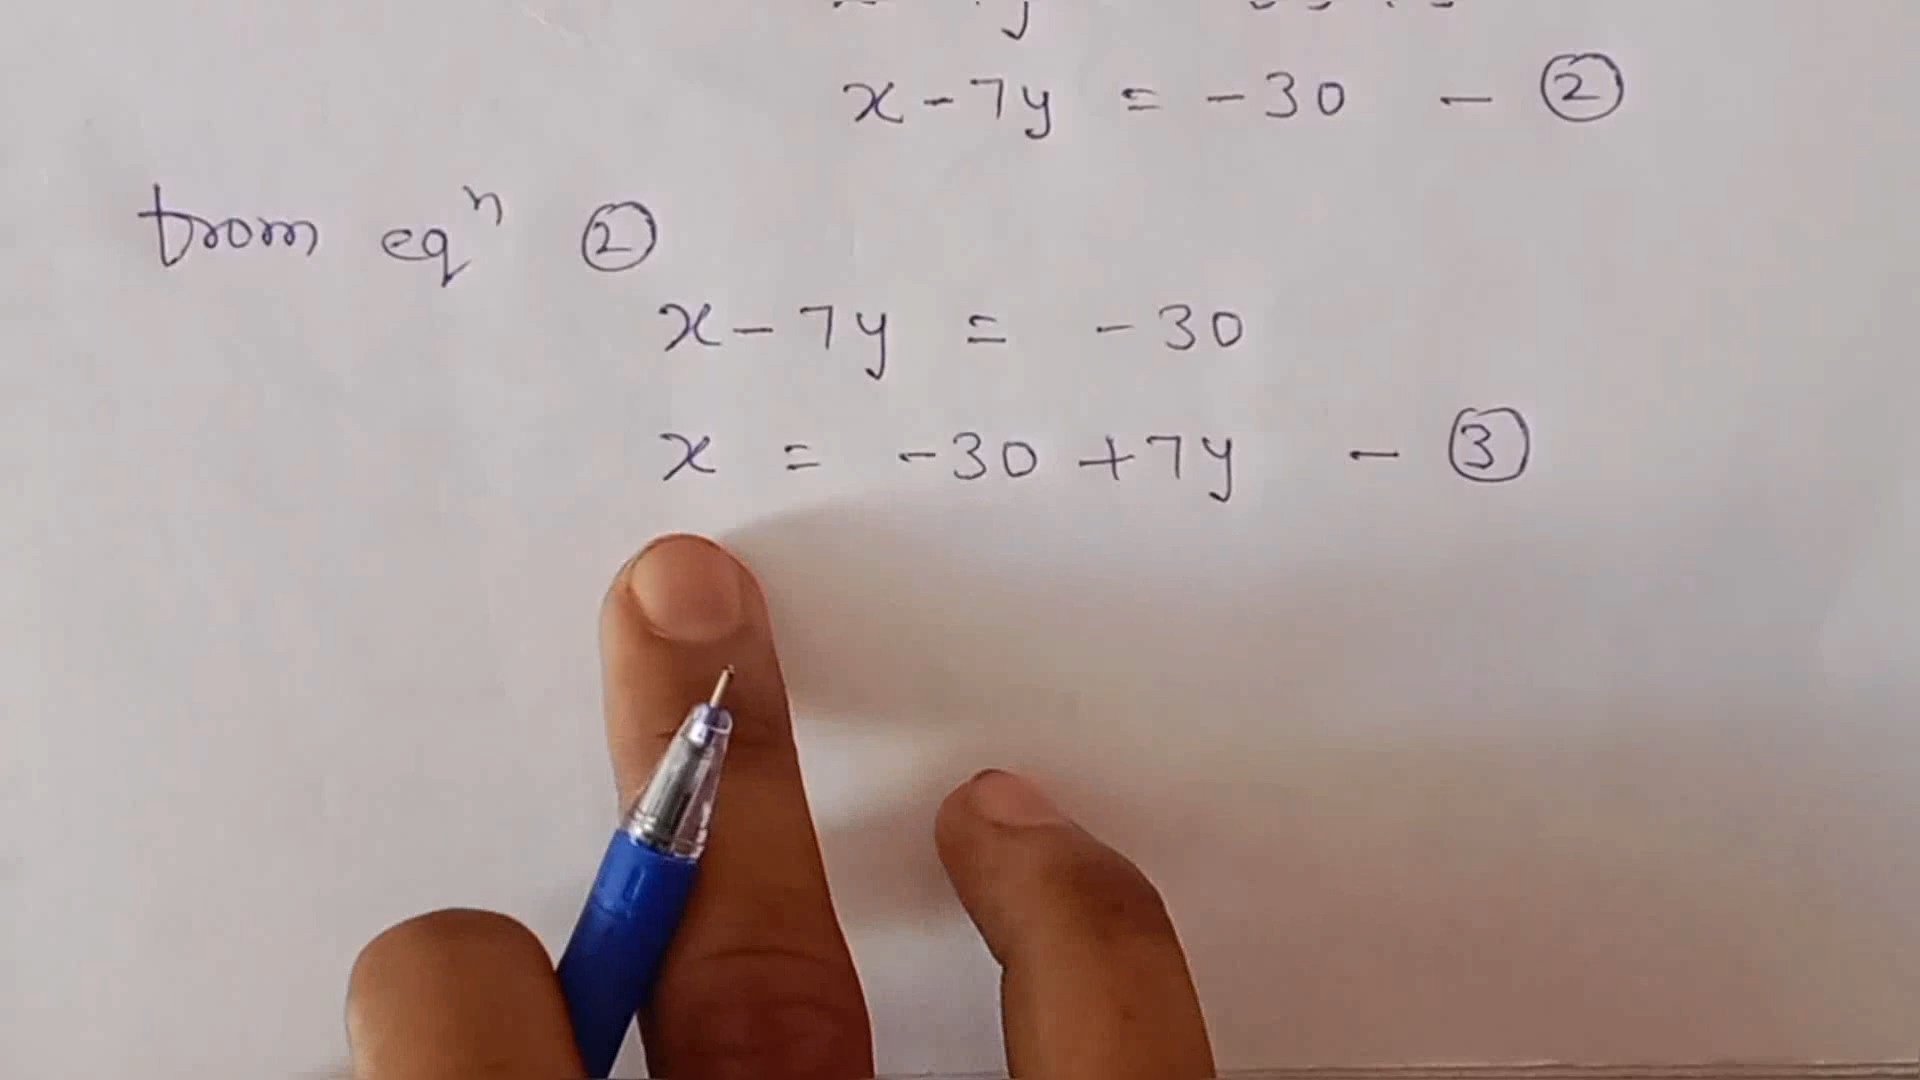 x - 7y = -30 - ②
from eqⁿ ②
x - 7y = -30
x = -30 + 7y - ③